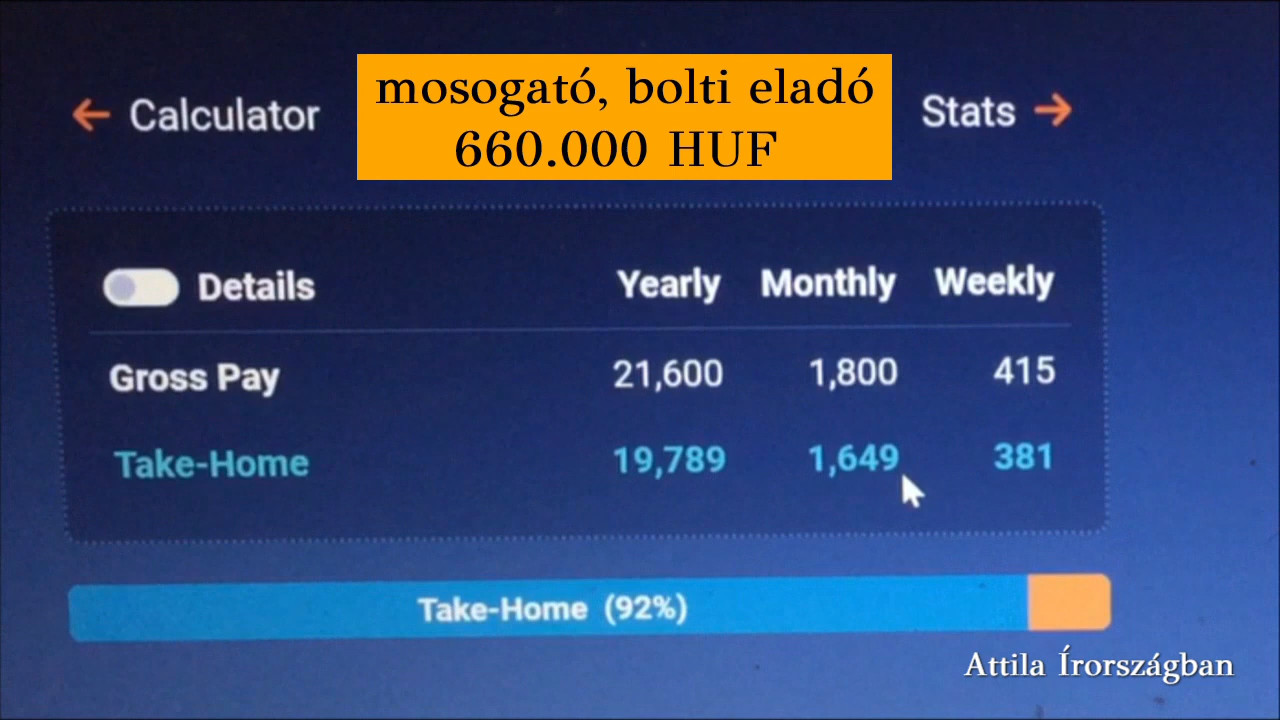 ← Calculator
mosogató, bolti eladó
660.000 HUF
Stats →
Details Yearly Monthly Weekly
Gross Pay 21,600 1,800 415
Take-Home 19,789 1,649 381
Take-Home (92%)
Attila Írországban